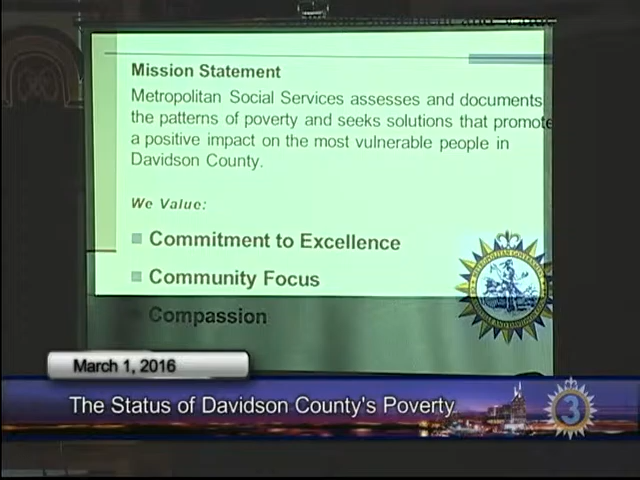 Mission Statement
Metropolitan Social Services assesses and documents
the patterns of poverty and seeks solutions that promote
a positive impact on the most vulnerable people in
Davidson County.
We Value:
Commitment to Excellence
Community Focus
Compassion
March 1, 2016
The Status of Davidson County's Poverty
3